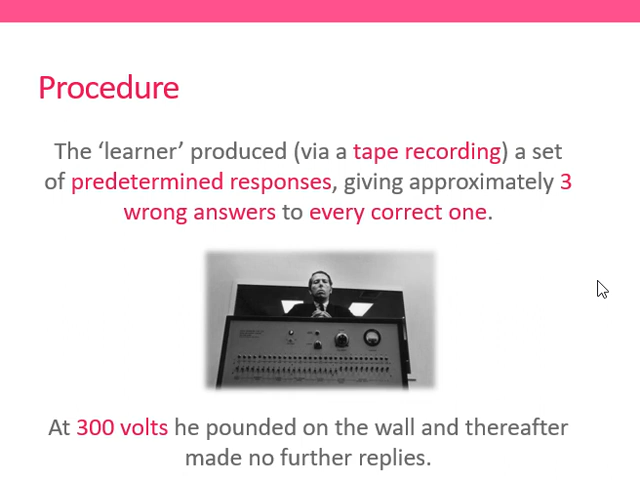 Procedure
The ‘learner’ produced (via a tape recording) a set
of predetermined responses, giving approximately 3
wrong answers to every correct one.
At 300 volts he pounded on the wall and thereafter
made no further replies.